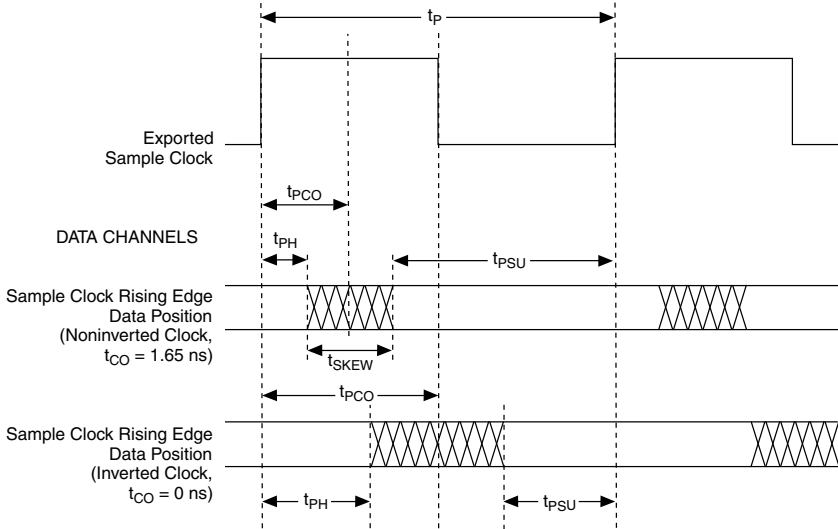 tP
Exported
Sample Clock
tPCO
DATA CHANNELS
tPH
tPSU
Sample Clock Rising Edge
Data Position
(Noninverted Clock,
tCO = 1.65 ns)
tSKEW
tPCO
Sample Clock Rising Edge
Data Position
(Inverted Clock,
tCO = 0 ns)
tPH
tPSU